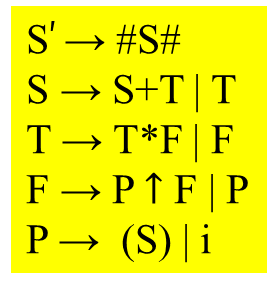 S' → #S#
S → S+T | T
T → T*F | F
F → P ↑ F | P
P → (S) | i